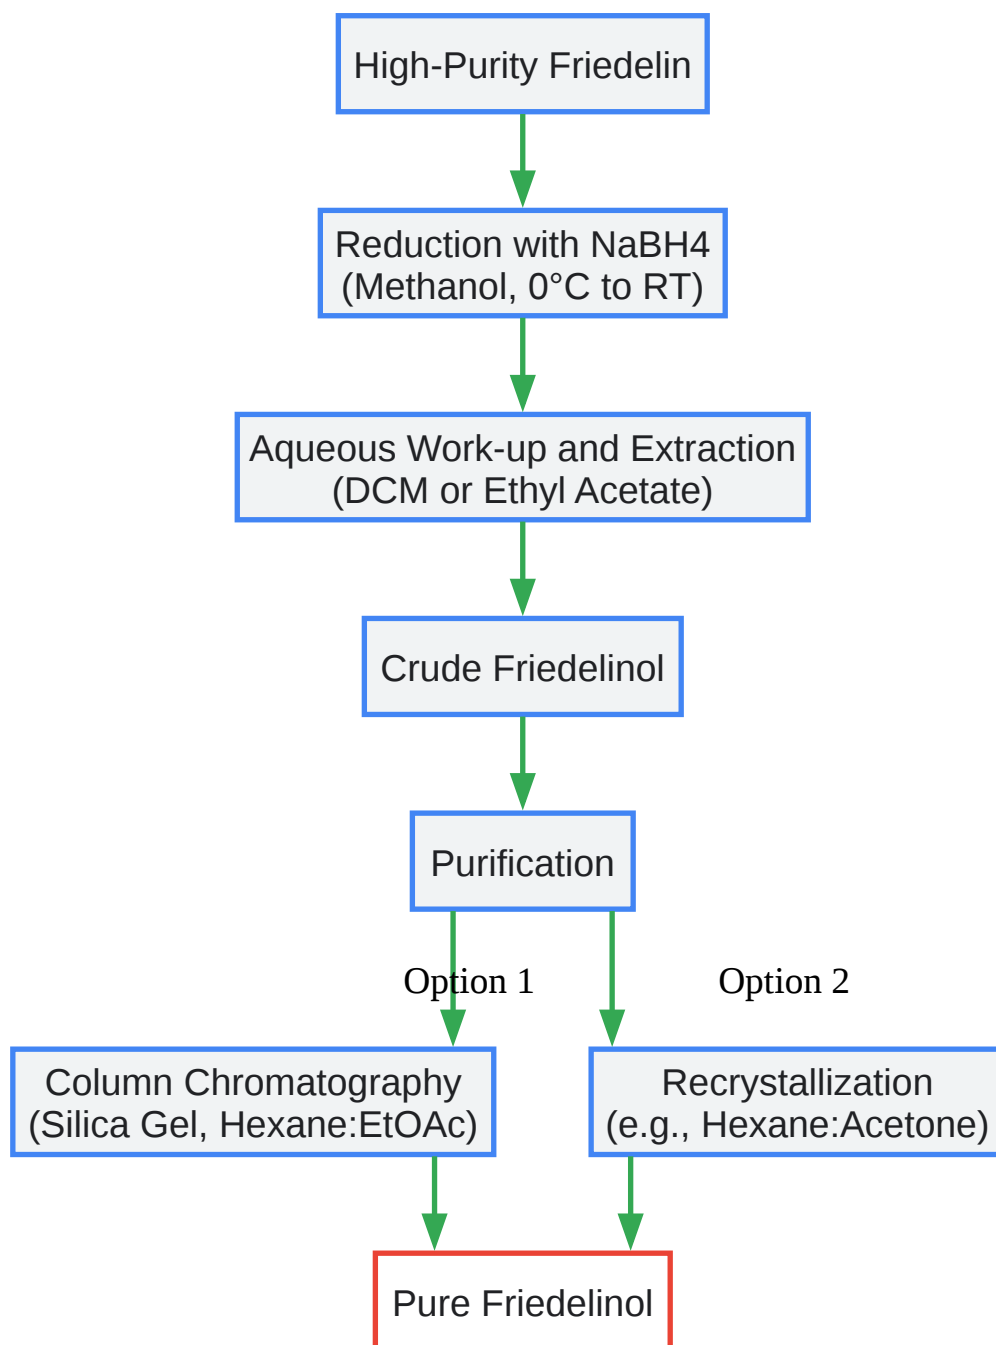 High-Purity Friedelin
Reduction with NaBH4
(Methanol, 0°C to RT)
Aqueous Work-up and Extraction
(DCM or Ethyl Acetate)
Crude Friedelinol
Purification
Option 1
Option 2
Column Chromatography
(Silica Gel, Hexane:EtOAc)
Recrystallization
(e.g., Hexane:Acetone)
Pure Friedelinol